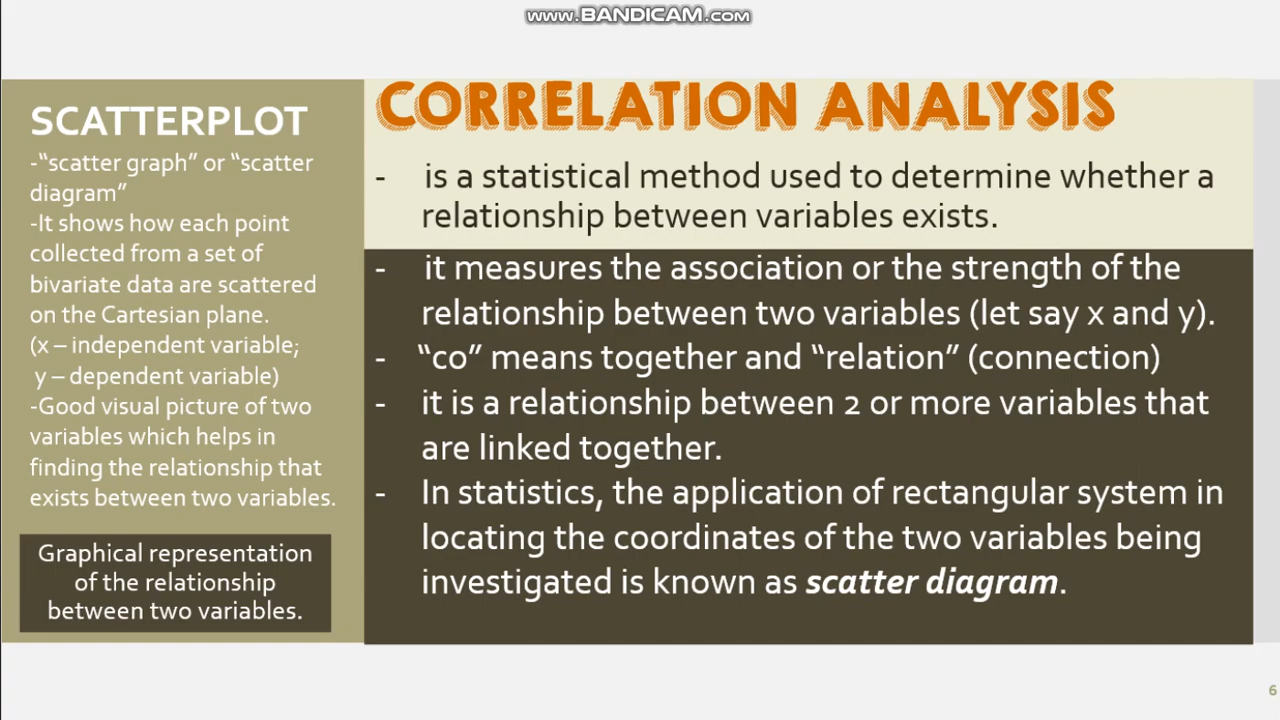 www.BANDICAM.com
SCATTERPLOT
-“scatter graph” or “scatter
diagram”
-It shows how each point
collected from a set of
bivariate data are scattered
on the Cartesian plane.
(x – independent variable;
y – dependent variable)
-Good visual picture of two
variables which helps in
finding the relationship that
exists between two variables.
Graphical representation
of the relationship
between two variables.
CORRELATION ANALYSIS
- is a statistical method used to determine whether a
relationship between variables exists.
- it measures the association or the strength of the
relationship between two variables (let say x and y).
- “co” means together and “relation” (connection)
- it is a relationship between 2 or more variables that
are linked together.
- In statistics, the application of rectangular system in
locating the coordinates of the two variables being
investigated is known as scatter diagram.
6